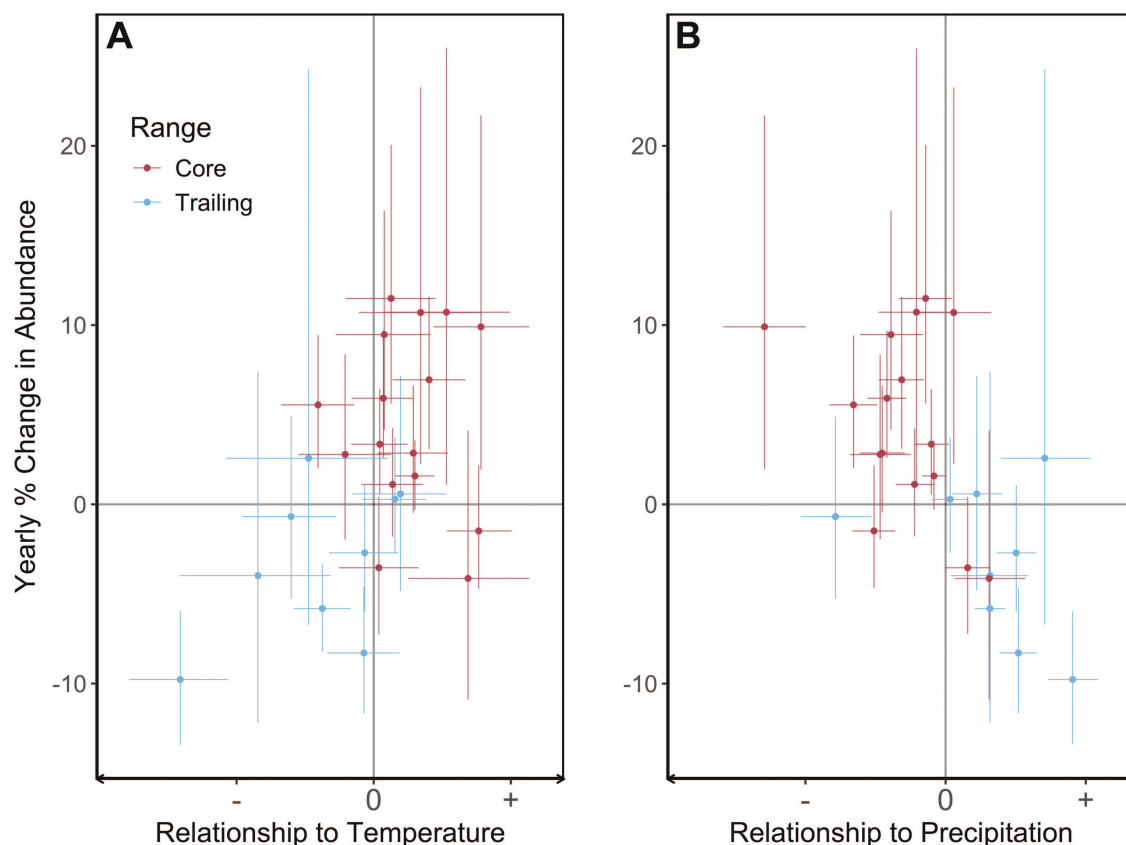 A
B
Range
Core
Trailing
Yearly % Change in Abundance
20
10
0
-10
20
10
0
-10
- 0 +
- 0 +
Relationship to Temperature
Relationship to Precipitation